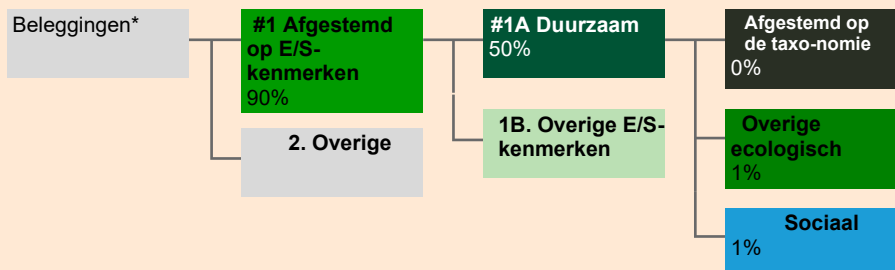 Beleggingen*
#1 Afgestemd
op E/S-
kenmerken
90%
2. Overige
#1A Duurzaam
50%
1B. Overige E/S-
kenmerken
Afgestemd op
de taxo-nomie
0%
Overige
ecologisch
1%
Sociaal
1%